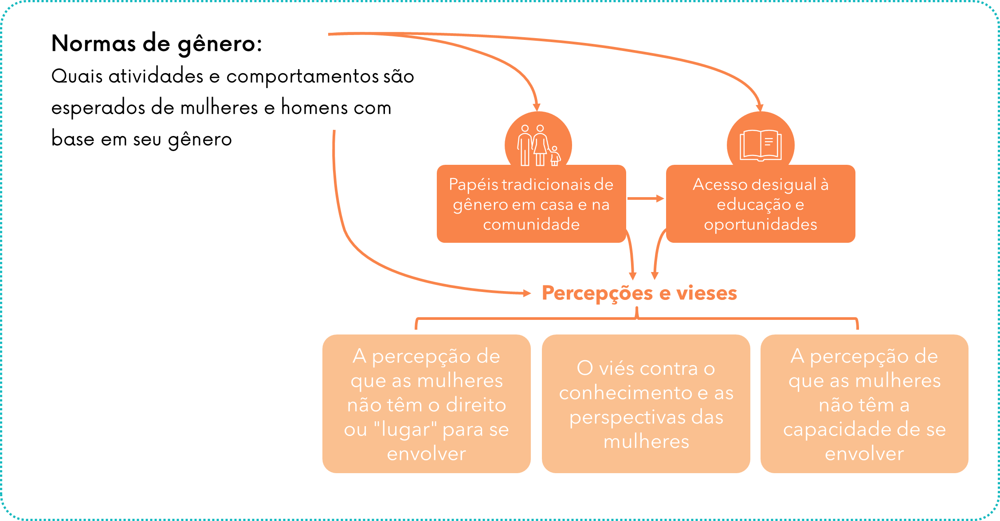 Normas de gênero:
Quais atividades e comportamentos são
esperados de mulheres e homens com
base em seu gênero
Papéis tradicionais de
gênero em casa e na
comunidade
Acesso desigual à
educação e
oportunidades
Percepções e vieses
A percepção de
que as mulheres
não têm o direito
ou "lugar" para se
envolver
O viés contra o
conhecimento e as
perspectivas das
mulheres
A percepção de
que as mulheres
não têm a
capacidade de se
envolver